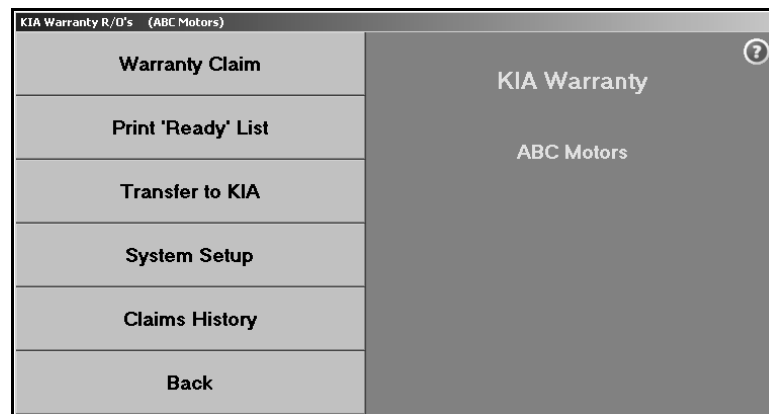 KIA Warranty R/O's (ABC Motors)
Warranty Claim
Print 'Ready' List
Transfer to KIA
System Setup
Claims History
Back
?
KIA Warranty
ABC Motors